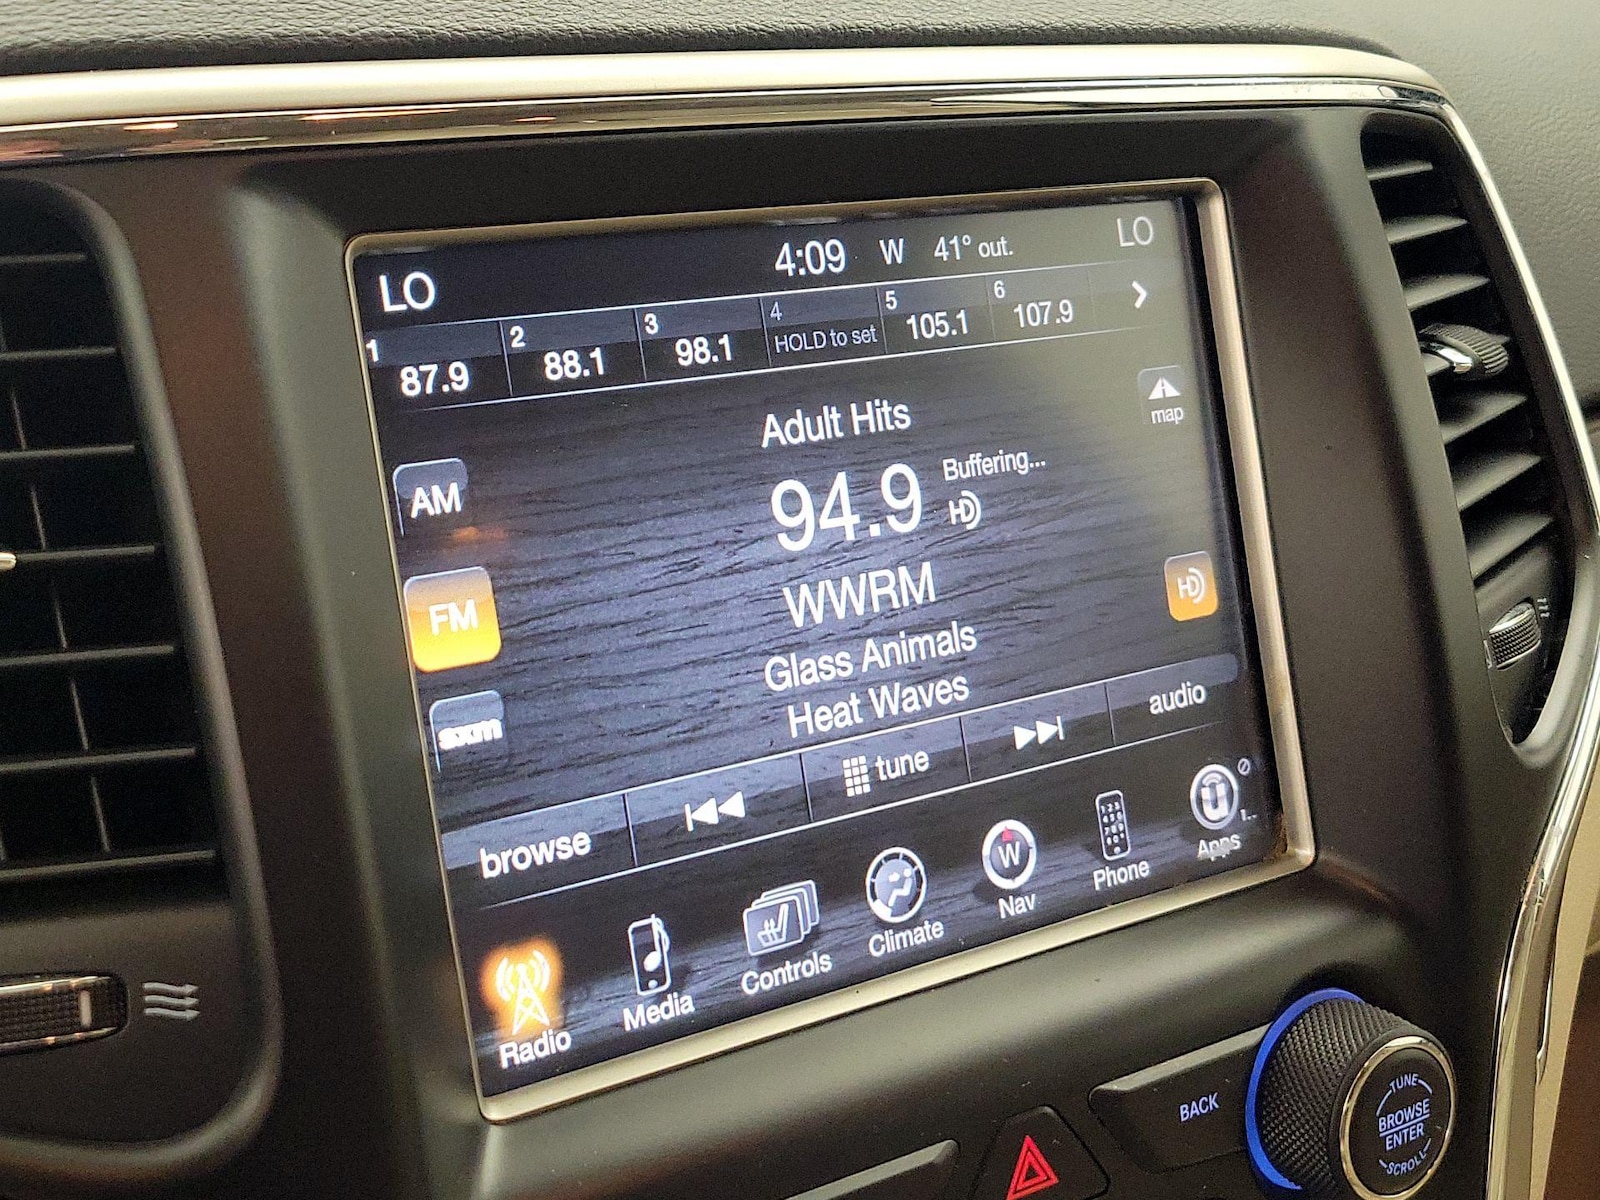 LO 4:09 W 41° out. LO
1 2 3 4 5 6
87.9 88.1 98.1 HOLD to set 105.1 107.9
Adult Hits
map
AM
94.9 Buffering...
HD
FM
WWRM
HD
Glass Animals
sxm
Heat Waves
browse tune audio
Radio Media Controls Climate W Nav Phone Apps
BACK
TUNE
BROWSE
ENTER
SCROLL